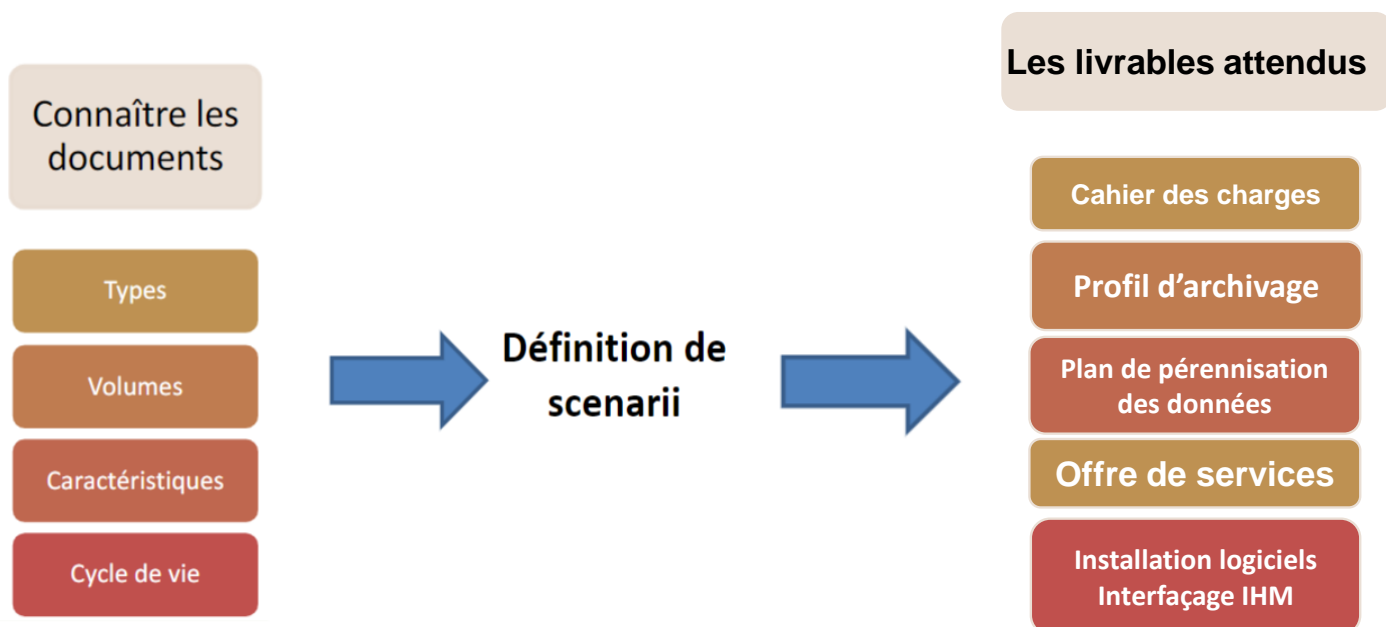 Connaître les
documents
Types
Volumes
Caractéristiques
Cycle de vie
Définition de
scenarii
Les livrables attendus
Cahier des charges
Profil d'archivage
Plan de pérennisation
des données
Offre de services
Installation logiciels
Interfaçage IHM